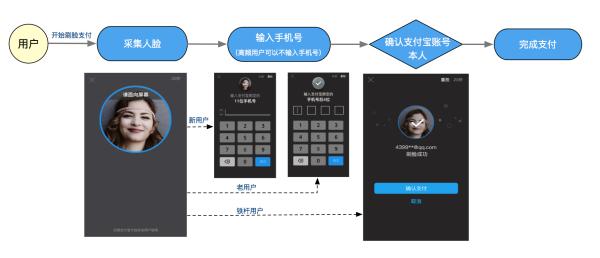 用户
开始刷脸支付
采集人脸
输入手机号
(高频用户可以不输入手机号)
确认支付宝账号
本人
完成支付
请面向屏幕
新用户
老用户
铁杆用户
输入支付宝绑定的
11位手机号
1 2 3
4 5 6
7 8 9
0
输入支付宝绑定的
手机号后4位
1 2 3
4 5 6
7 8 9
0
4399**@qq.com
刷脸成功
确认支付
取消